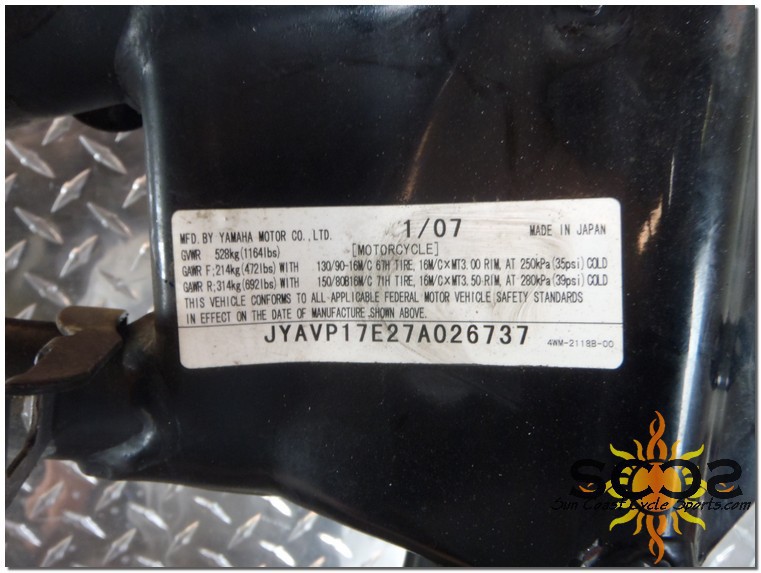 MFD. BY YAMAHA MOTOR CO., LTD. 1/07 MADE IN JAPAN
GVWR 528kg(1164lbs) [MOTORCYCLE]
GAWR F;214kg(472lbs) WITH 130/90-16M/C 67H TIRE, 16M/C×MT3.00 RIM, AT 250kPa(35psi) COLD
GAWR R;314kg(692lbs) WITH 150/80B16M/C 71H TIRE, 16M/C×MT3.50 RIM, AT 280kPa(39psi) COLD
THIS VEHICLE CONFORMS TO ALL-APPLICABLE FEDERAL MOTOR VEHICLE SAFETY STANDARDS
IN EFFECT ON THE DATE OF MANUFACTURE SHOWN ABOVE.
JYAVP17E27A026737 4WM-2118B-00
Sun Coast Cycle Sports.com